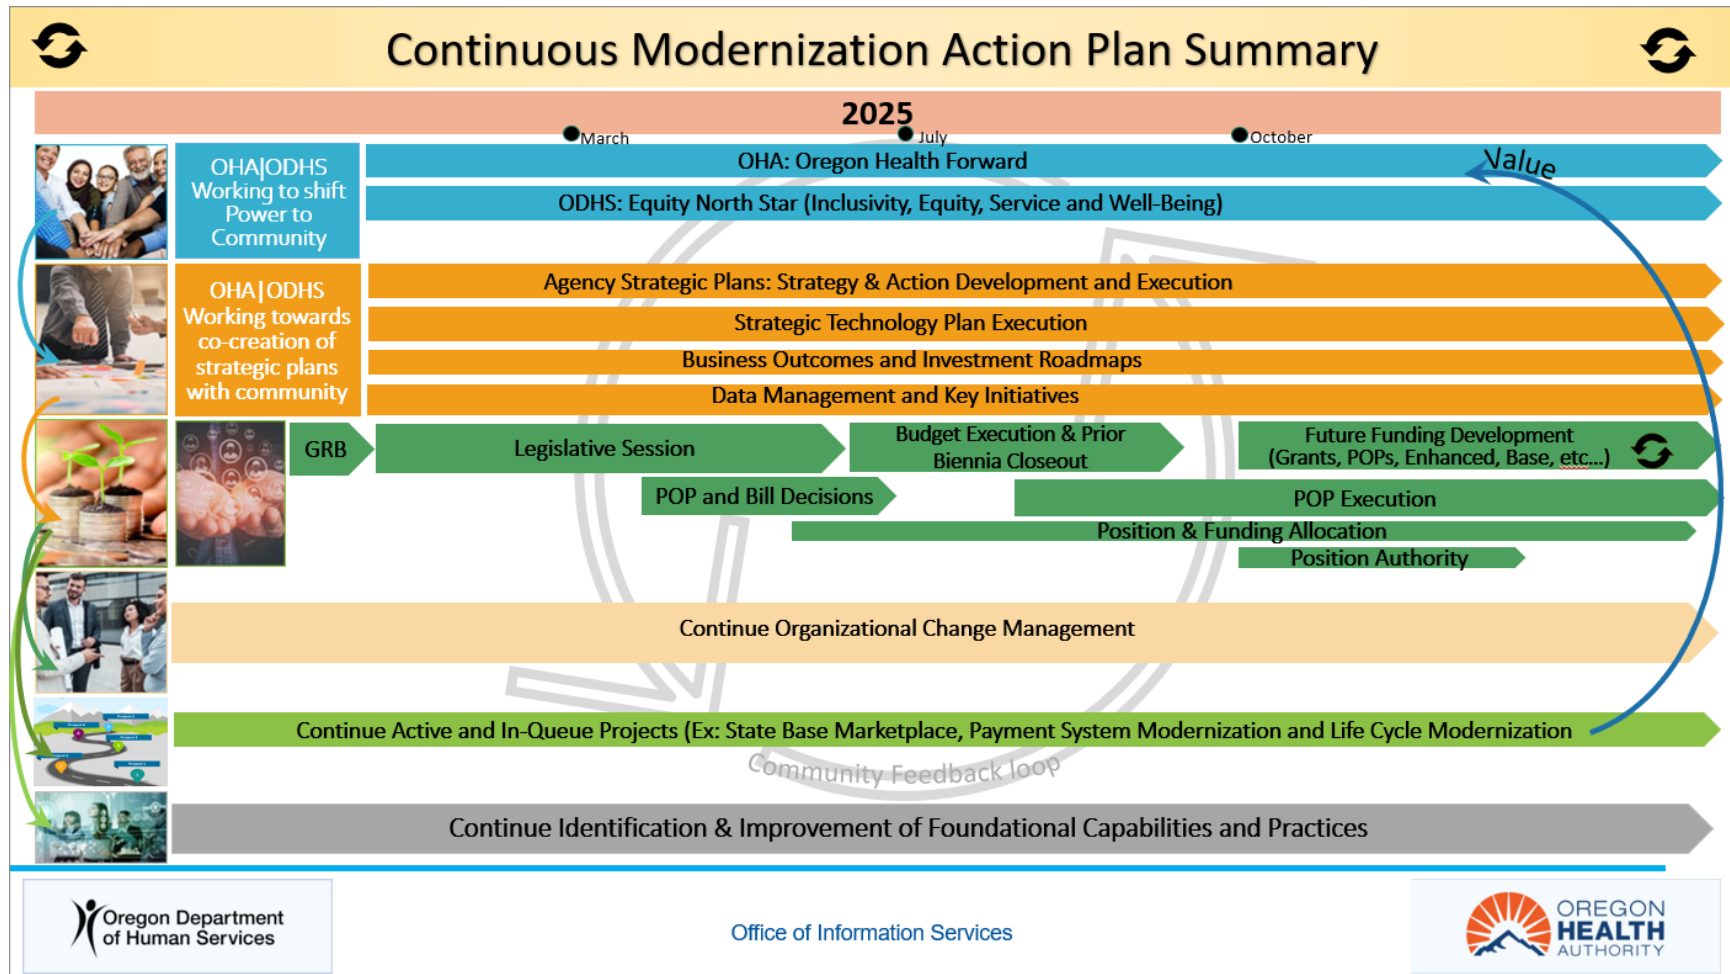 Continuous Modernization Action Plan Summary
2025
March
July
October
OHA|ODHS
Working to shift
Power to
Community
OHA: Oregon Health Forward
Value
ODHS: Equity North Star (Inclusivity, Equity, Service and Well-Being)
OHA|ODHS
Working towards
co-creation of
strategic plans
with community
Agency Strategic Plans: Strategy & Action Development and Execution
Strategic Technology Plan Execution
Business Outcomes and Investment Roadmaps
Data Management and Key Initiatives
GRB
Legislative Session
Budget Execution & Prior
Biennia Closeout
Future Funding Development
(Grants, POPs, Enhanced, Base, etc...)
POP and Bill Decisions
POP Execution
Position & Funding Allocation
Position Authority
Continue Organizational Change Management
Continue Active and In-Queue Projects (Ex: State Base Marketplace, Payment System Modernization and Life Cycle Modernization
Community Feedback loop
Continue Identification & Improvement of Foundational Capabilities and Practices
Oregon Department
of Human Services
Office of Information Services
OREGON
HEALTH
AUTHORITY